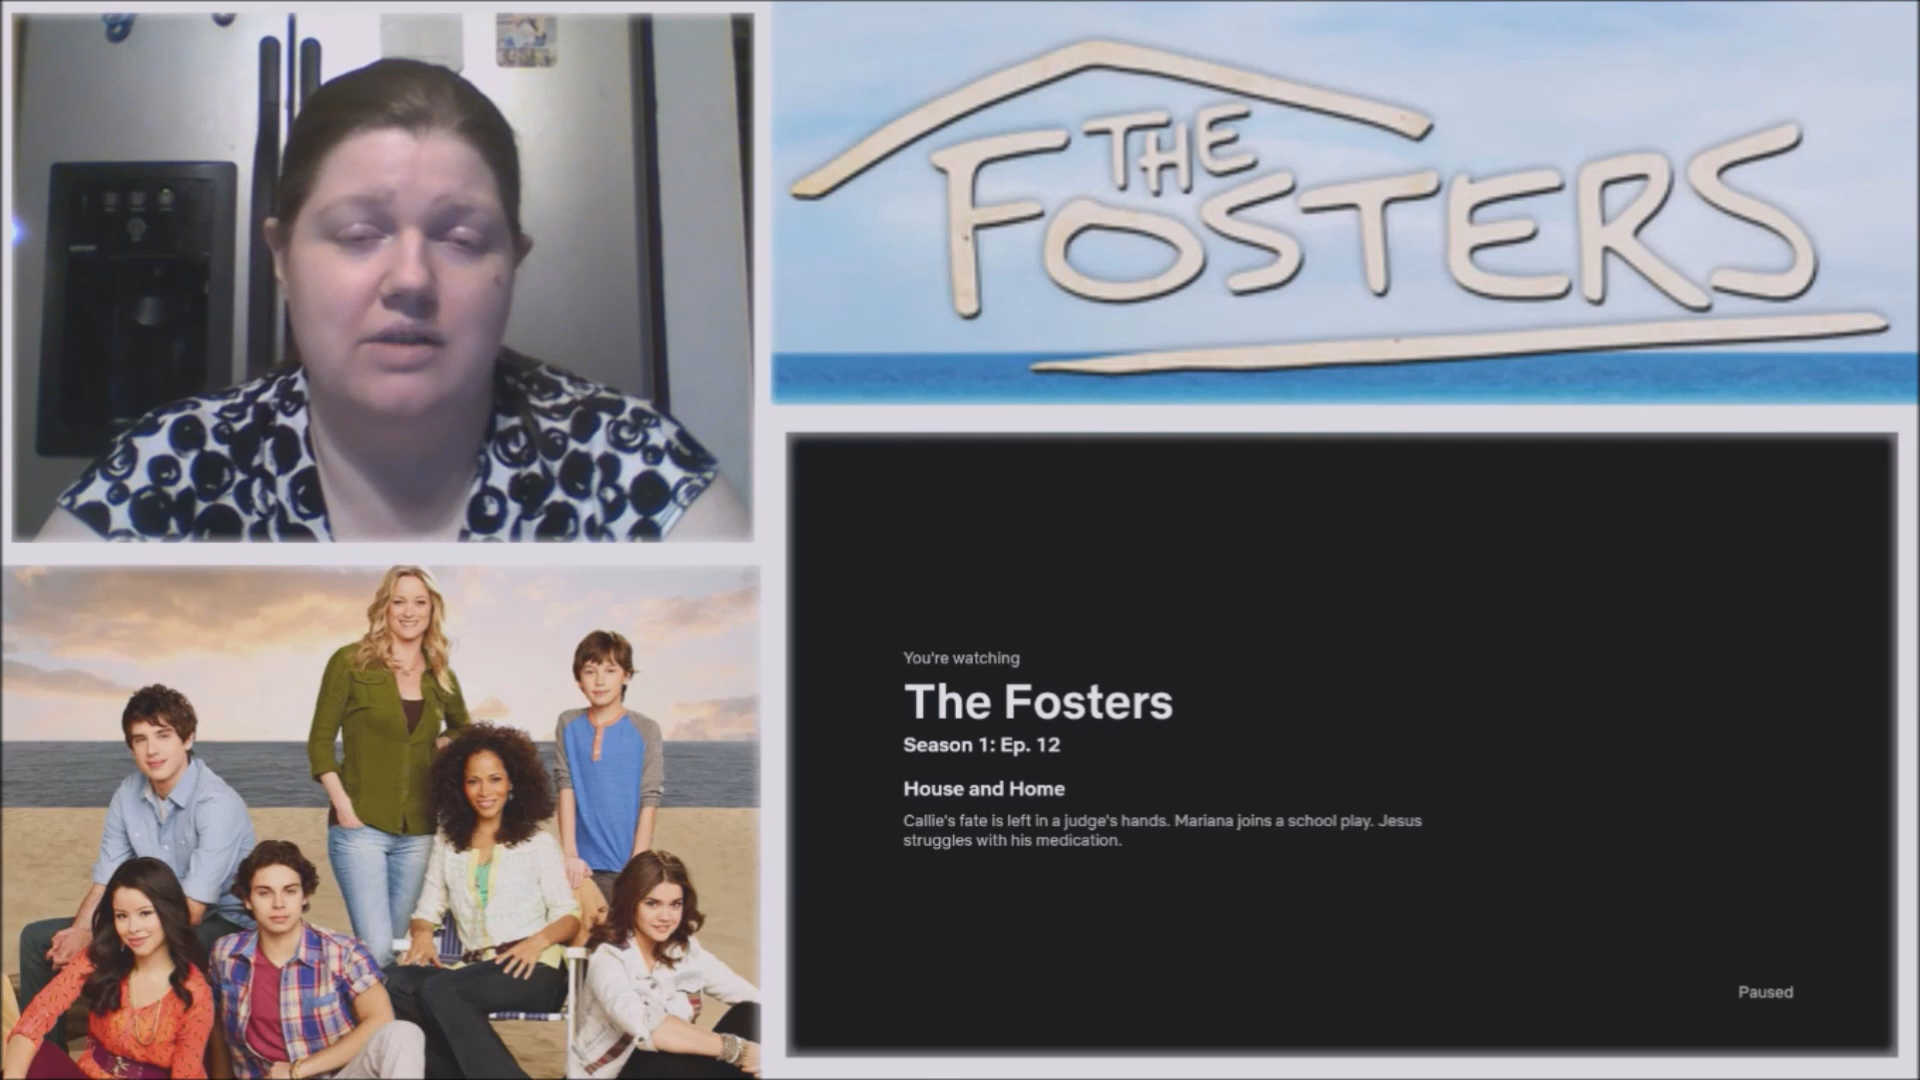 THE
FOSTERS
You're watching
The Fosters
Season 1: Ep. 12
House and Home
Callie's fate is left in a judge's hands. Mariana joins a school play. Jesus
struggles with his medication.
Paused